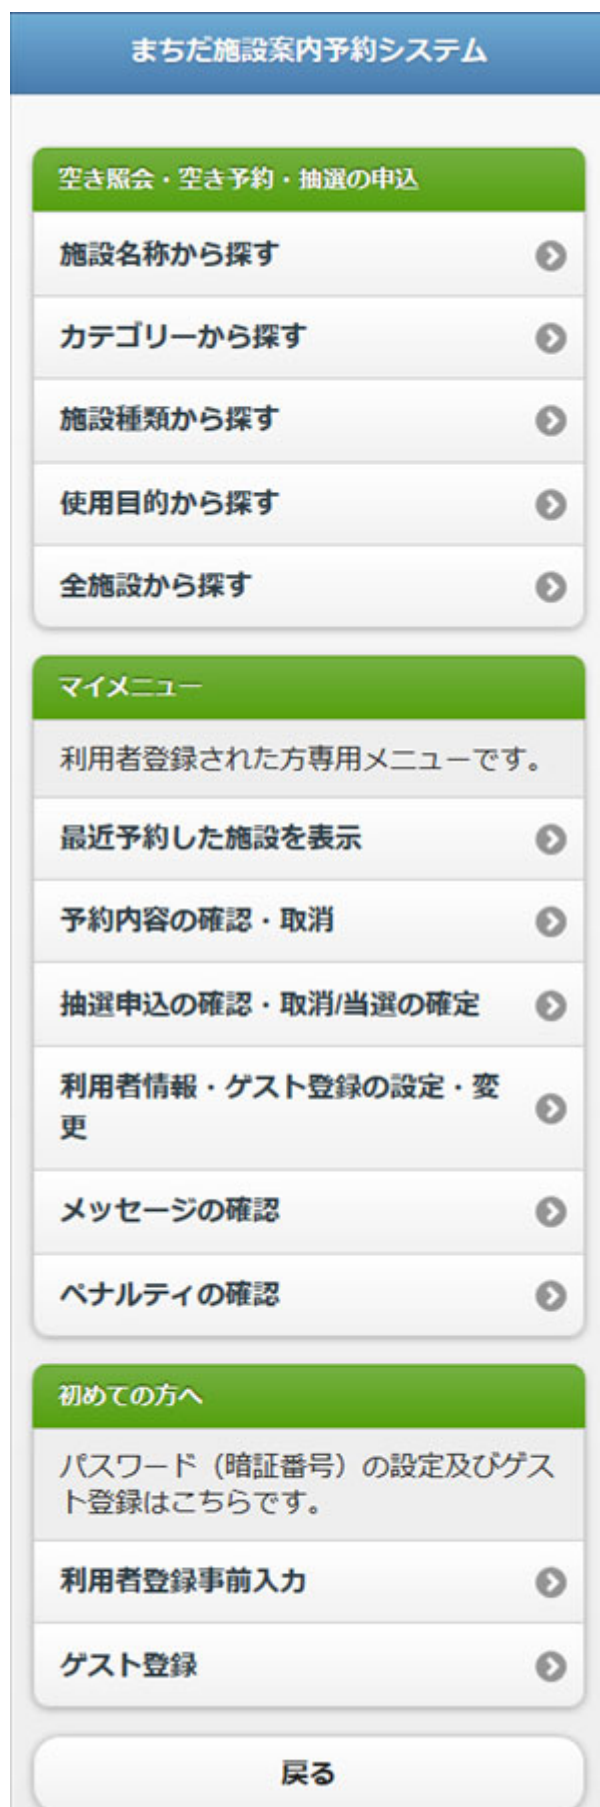 まちだ施設案内予約システム
空き照会・空き予約・抽選の申込
施設名称から探す
カテゴリーから探す
施設種類から探す
使用目的から探す
全施設から探す
マイメニュー
利用者登録された方専用メニューです。
最近予約した施設を表示
予約内容の確認・取消
抽選申込の確認・取消/当選の確定
利用者情報・ゲスト登録の設定・変
更
メッセージの確認
ペナルティの確認
初めての方へ
パスワード（暗証番号）の設定及びゲス
ト登録はこちらです。
利用者登録事前入力
ゲスト登録
戻る